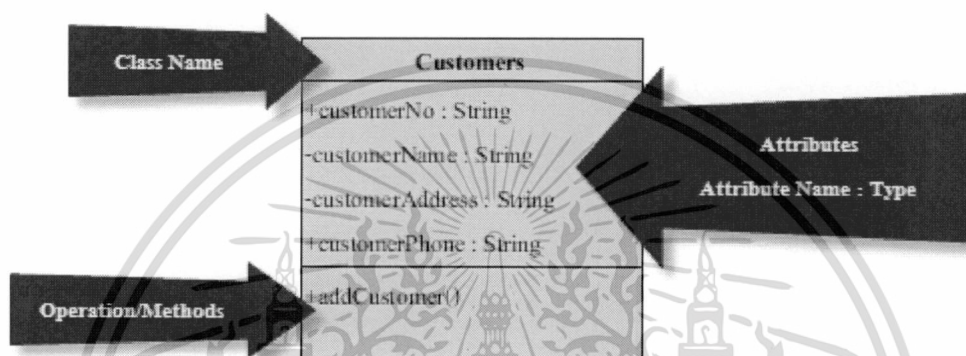 Class Name
Customers
+customerNo : String
-customerName : String
-customerAddress : String
+customerPhone : String
Attributes
Attribute Name : Type
Operation/Methods
+addCustomer()